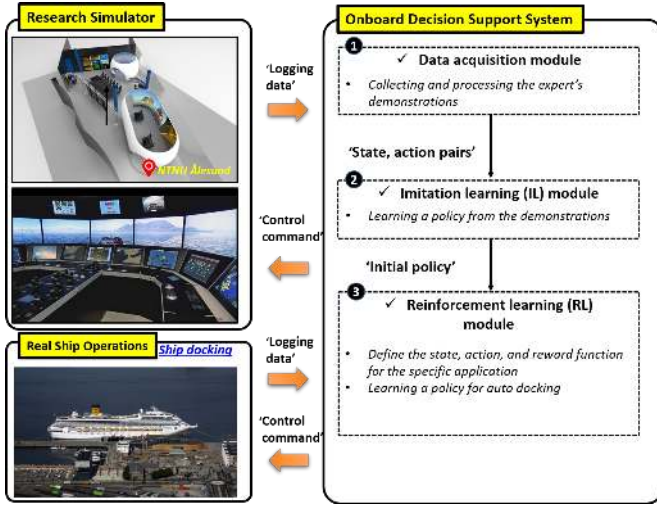 Research Simulator
NTNU Ålesund
Real Ship Operations
Ship docking
'Logging
data'
'Control
command'
'Logging
data'
'Control
command'
Onboard Decision Support System
1
✓ Data acquisition module
• Collecting and processing the expert's
demonstrations
'State, action pairs'
2
✓ Imitation learning (IL) module
• Learning a policy from the demonstrations
'Initial policy'
3
✓ Reinforcement learning (RL)
module
• Define the state, action, and reward function
for the specific application
• Learning a policy for auto docking